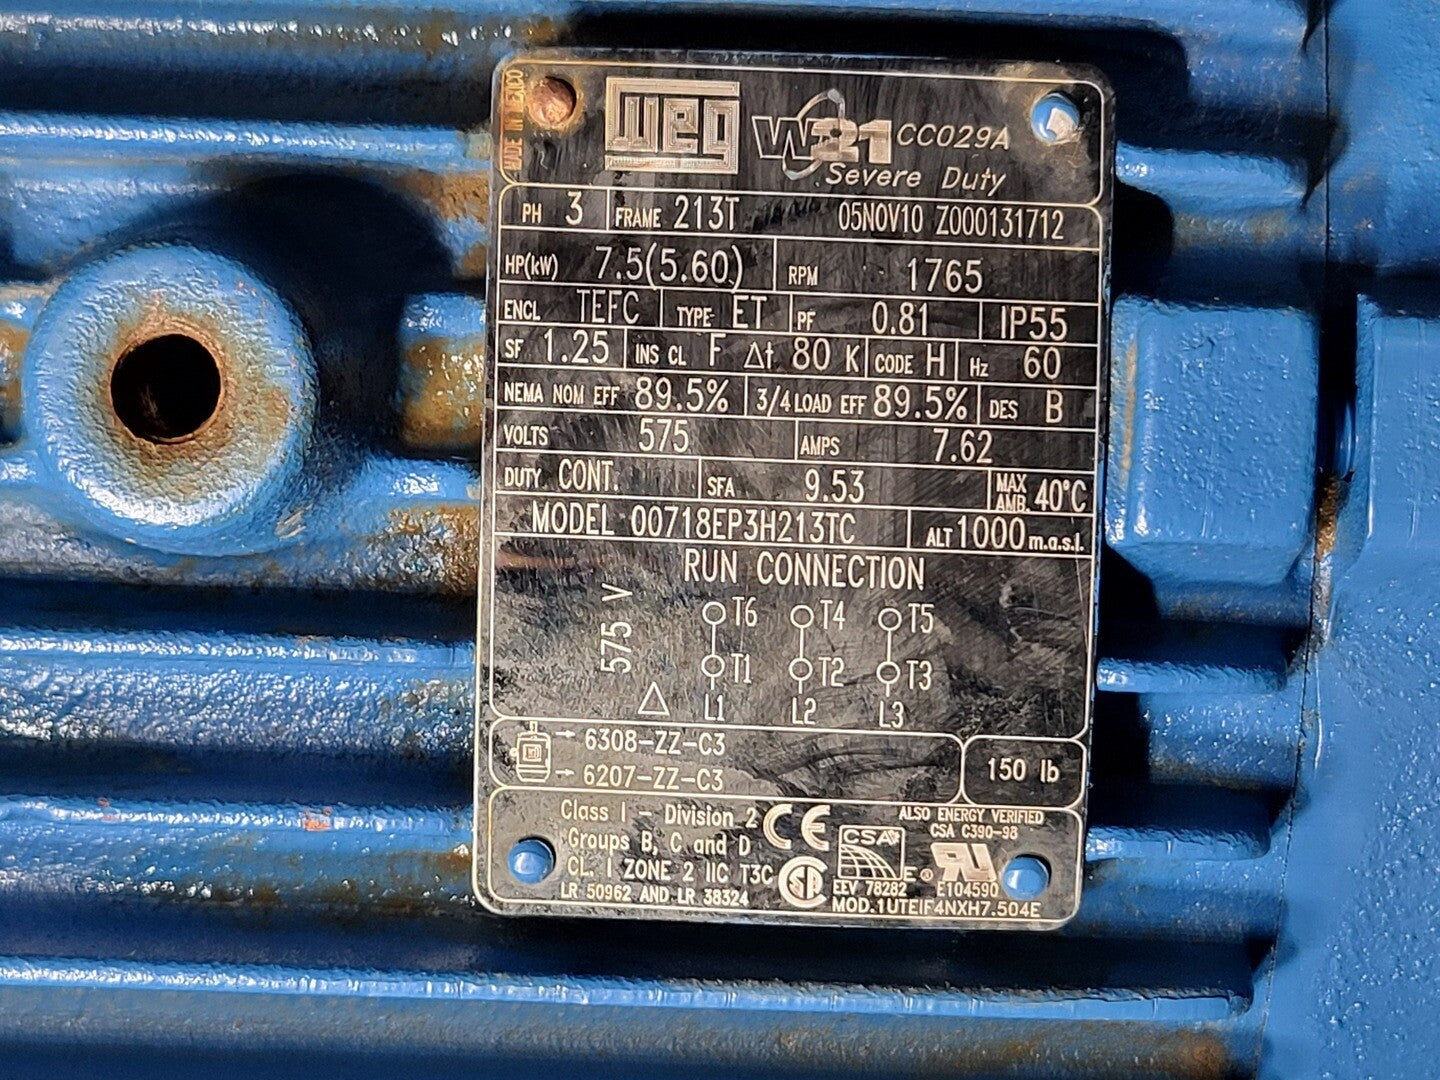 MADE IN MEXICO
WEG W21 CC029A
Severe Duty
PH 3 FRAME 213T 05NOV10 Z000131712
HP(kW) 7.5(5.60) RPM 1765
ENCL TEFC TYPE ET PF 0.81 IP55
SF 1.25 INS CL F Δt 80 K CODE H Hz 60
NEMA NOM EFF 89.5% 3/4 LOAD EFF 89.5% DES B
VOLTS 575 AMPS 7.62
DUTY CONT. SFA 9.53 MAX AMB. 40°C
MODEL 00718EP3H213TC ALT 1000 m.a.s.l.
RUN CONNECTION
575 V
T6 T4 T5
T1 T2 T3
Δ L1 L2 L3
→ 6308-ZZ-C3
→ 6207-ZZ-C3
150 lb
Class I - Division 2
Groups B, C and D
CL. I ZONE 2 IIC T3C
LR 50962 AND LR 38324
CE
ALSO ENERGY VERIFIED
CSA C390-98
CSA
EEV 78282
E104590
MOD.1UTEIF4NXH7.504E